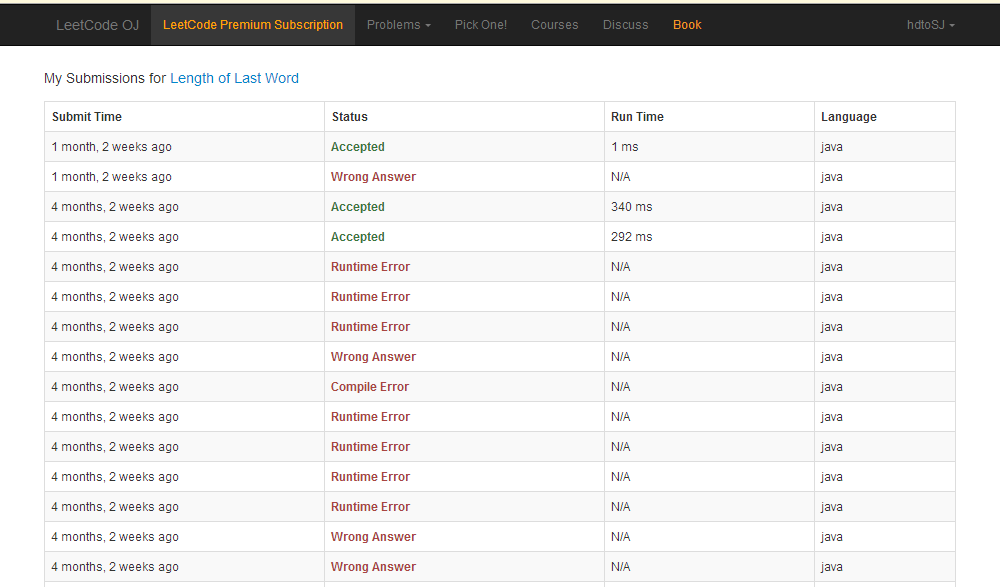 LeetCode OJ LeetCode Premium Subscription Problems Pick One! Courses Discuss Book hdtoSJ
My Submissions for Length of Last Word
Submit Time Status Run Time Language
1 month, 2 weeks ago Accepted 1 ms java
1 month, 2 weeks ago Wrong Answer N/A java
4 months, 2 weeks ago Accepted 340 ms java
4 months, 2 weeks ago Accepted 292 ms java
4 months, 2 weeks ago Runtime Error N/A java
4 months, 2 weeks ago Runtime Error N/A java
4 months, 2 weeks ago Runtime Error N/A java
4 months, 2 weeks ago Wrong Answer N/A java
4 months, 2 weeks ago Compile Error N/A java
4 months, 2 weeks ago Runtime Error N/A java
4 months, 2 weeks ago Runtime Error N/A java
4 months, 2 weeks ago Runtime Error N/A java
4 months, 2 weeks ago Runtime Error N/A java
4 months, 2 weeks ago Wrong Answer N/A java
4 months, 2 weeks ago Wrong Answer N/A java